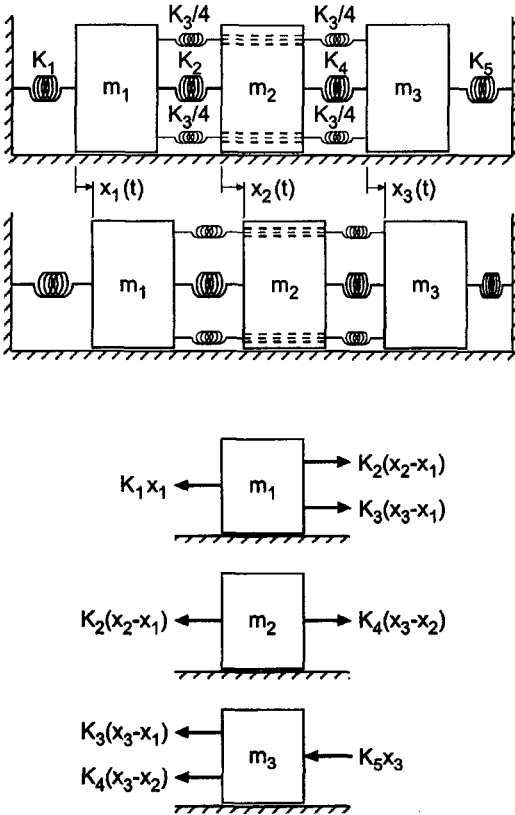 K₃/4 K₃/4
K₁ K₂ K₄ K₅
m₁ m₂ m₃
K₃/4 K₃/4
x₁(t) x₂(t) x₃(t)
m₁ m₂ m₃
K₂(x₂-x₁)
K₁x₁ m₁
K₃(x₃-x₁)
K₂(x₂-x₁) m₂ K₄(x₃-x₂)
K₃(x₃-x₁)
m₃ K₅x₃
K₄(x₃-x₂)